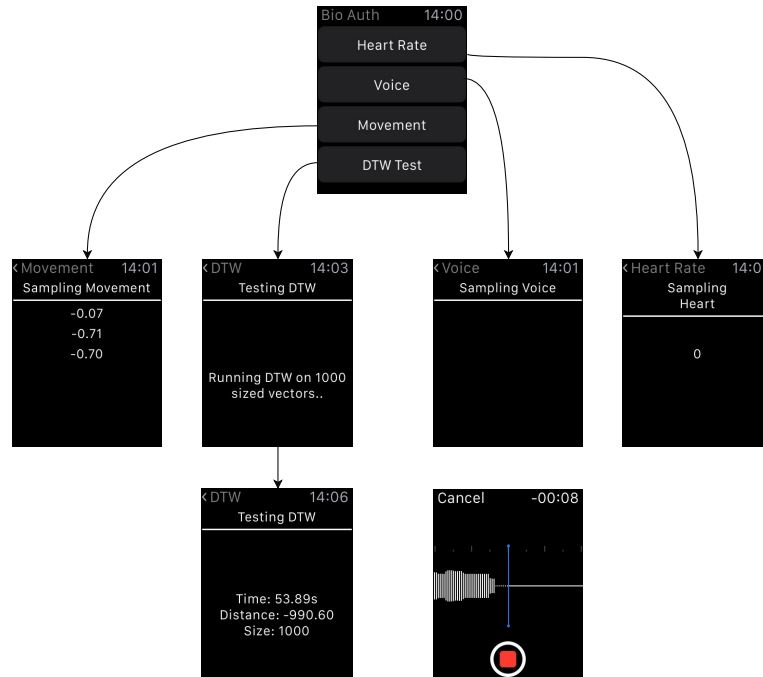 Bio Auth 14:00
Heart Rate
Voice
Movement
DTW Test
<Movement 14:01
Sampling Movement
-0.07
-0.71
-0.70
<DTW 14:03
Testing DTW
Running DTW on 1000
sized vectors..
<Voice 14:01
Sampling Voice
<Heart Rate 14:0
Sampling
Heart
0
<DTW 14:06
Testing DTW
Time: 53.89s
Distance: -990.60
Size: 1000
Cancel -00:08